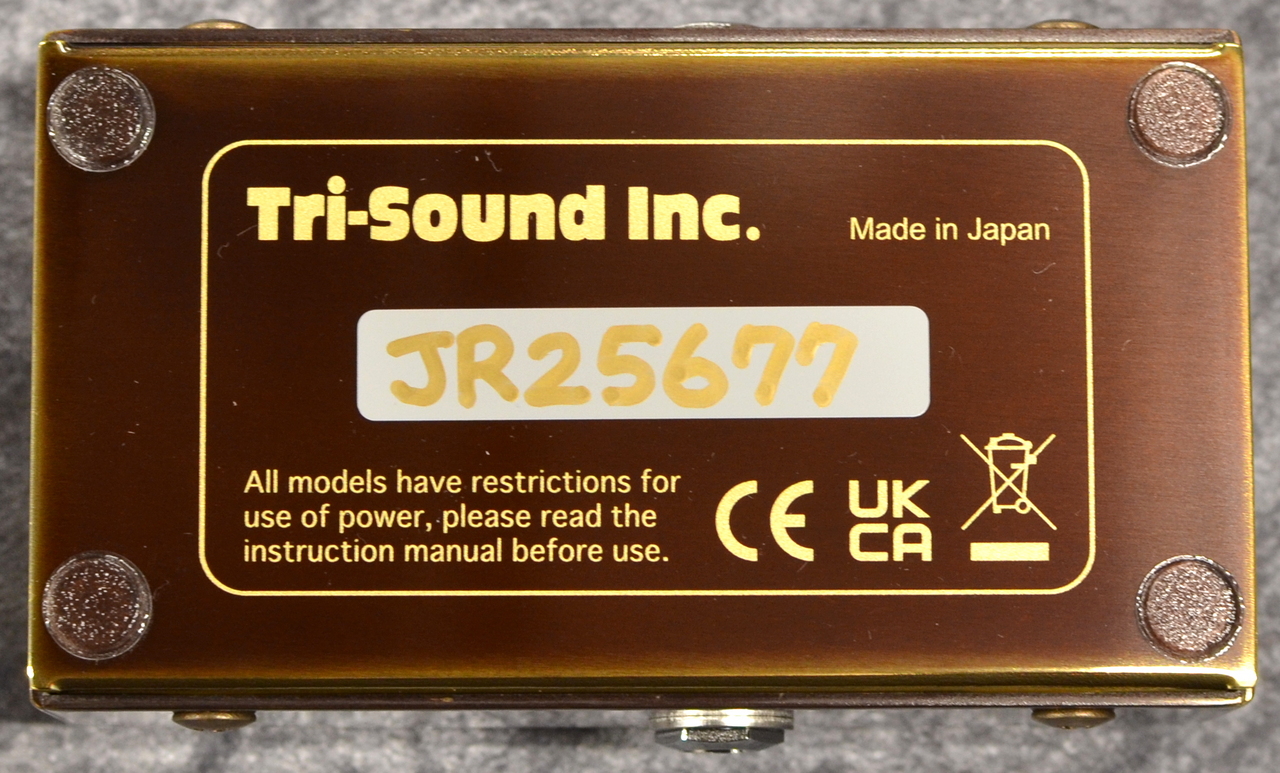 Tri-Sound Inc.
Made in Japan
JR25677
All models have restrictions for
use of power, please read the
instruction manual before use.
CE
UK
CA